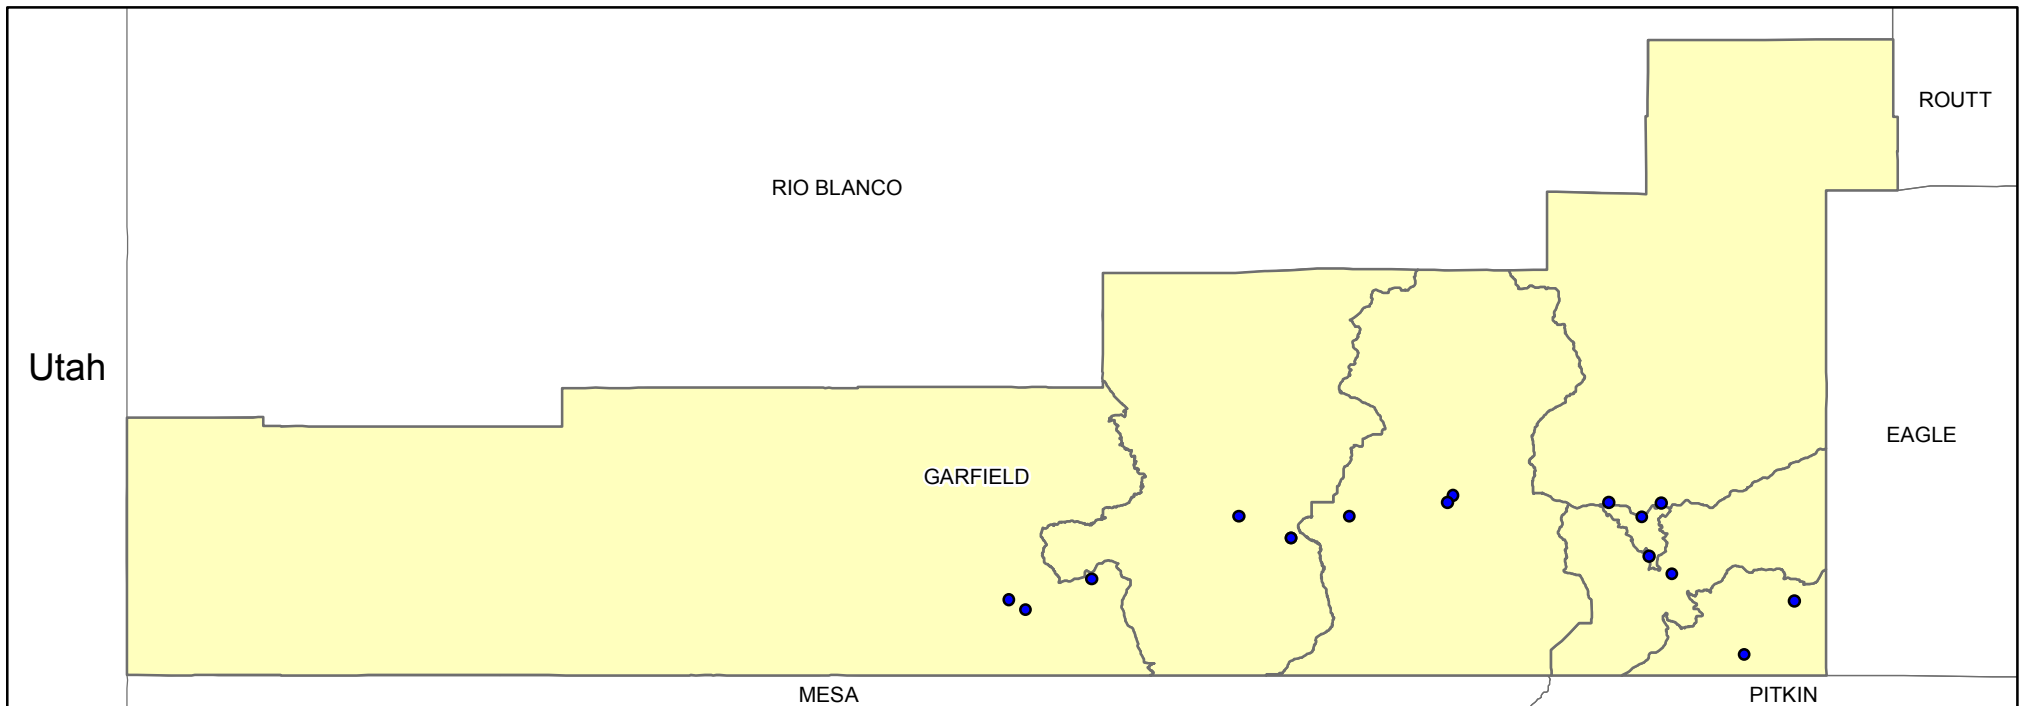 ROUTT
RIO BLANCO
Utah
EAGLE
GARFIELD
MESA
PITKIN